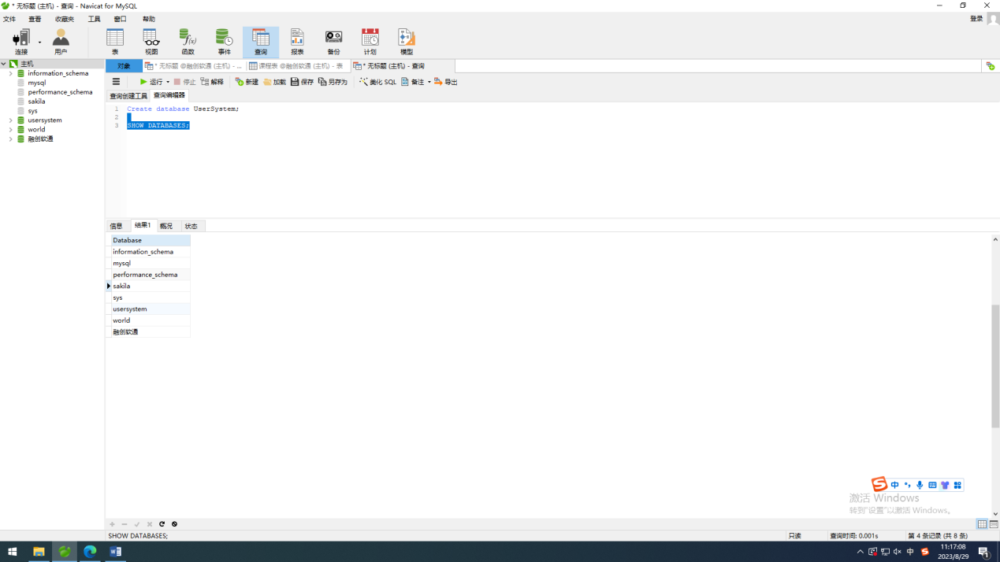 * 无标题 (主机) - 查询 - Navicat for MySQL
文件 查看 收藏夹 工具 窗口 帮助 登录
连接 用户 表 视图 函数 事件 查询 报表 备份 计划 模型
主机
information_schema
mysql
performance_schema
sakila
sys
usersystem
world
融创软通
对象 * 无标题 @融创软通 (主机) - ... 课程表 @融创软通 (主机) - 表 * 无标题 (主机) - 查询
运行 停止 解释 新建 加载 保存 另存为 美化 SQL 备注 导出
查询创建工具 查询编辑器
1 Create database UserSystem;
2
3 SHOW DATABASES;
信息 结果1 概况 状态
Database
information_schema
mysql
performance_schema
sakila
sys
usersystem
world
融创软通
中
激活 Windows
转到"设置"以激活 Windows。
SHOW DATABASES; 只读 查询时间: 0.001s 第 4 条记录 (共 8 条)
中 11:17:08
2023/8/29
1